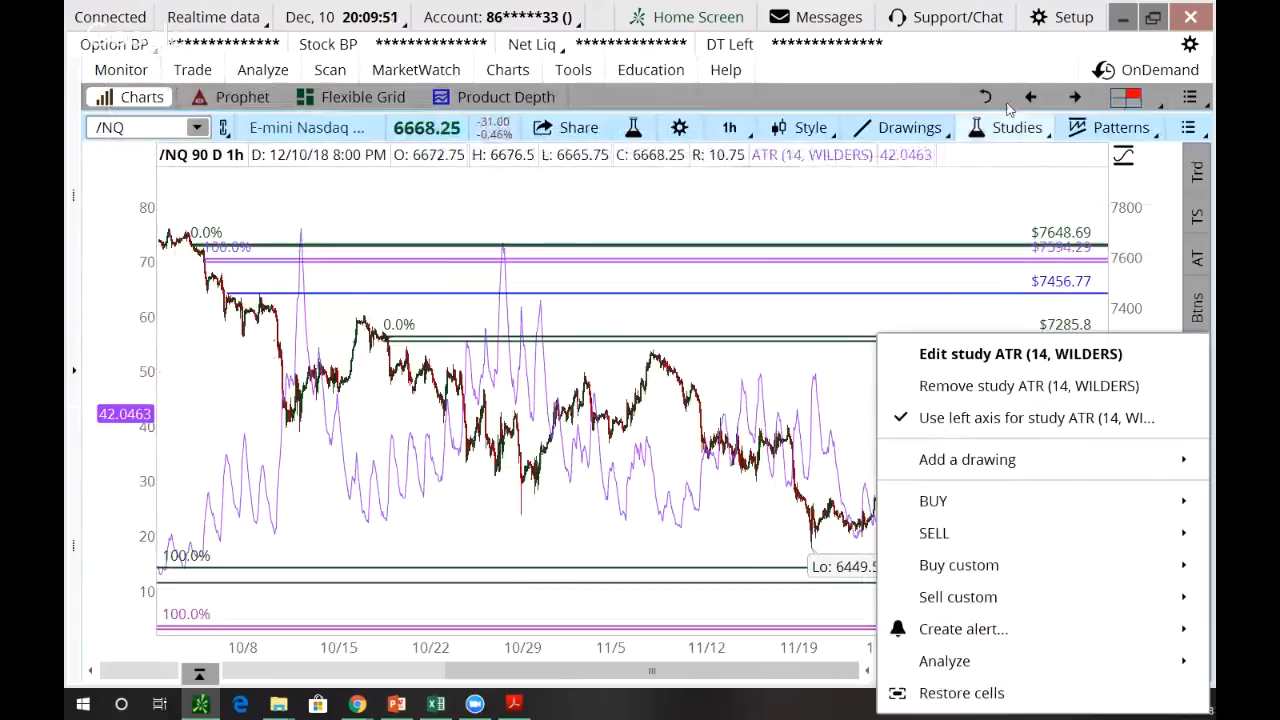 Connected Realtime data Dec, 10 20:09:51 Account: 86*****33 () Home Screen Messages Support/Chat Setup
Option BP ************** Stock BP ************** Net Liq ************** DT Left **************
Monitor Trade Analyze Scan MarketWatch Charts Tools Education Help OnDemand
Charts Prophet Flexible Grid Product Depth
/NQ E-mini Nasdaq ... 6668.25 -31.00 -0.46% Share 1h Style Drawings Studies Patterns
/NQ 90 D 1h D: 12/10/18 8:00 PM O: 6672.75 H: 6676.5 L: 6665.75 C: 6668.25 R: 10.75 ATR (14, WILDERS) 42.0463
Trd
TS
AT
Btns
80 7800
0.0% $7648.69
100.0% $7594.29
70 7600
$7456.77
60 7400
0.0% $7285.8
50
42.0463
40
30
20
100.0%
Lo: 6449.5
10
100.0%
10/8 10/15 10/22 10/29 11/5 11/12 11/19
Edit study ATR (14, WILDERS)
Remove study ATR (14, WILDERS)
Use left axis for study ATR (14, WI...
Add a drawing
BUY
SELL
Buy custom
Sell custom
Create alert...
Analyze
Restore cells